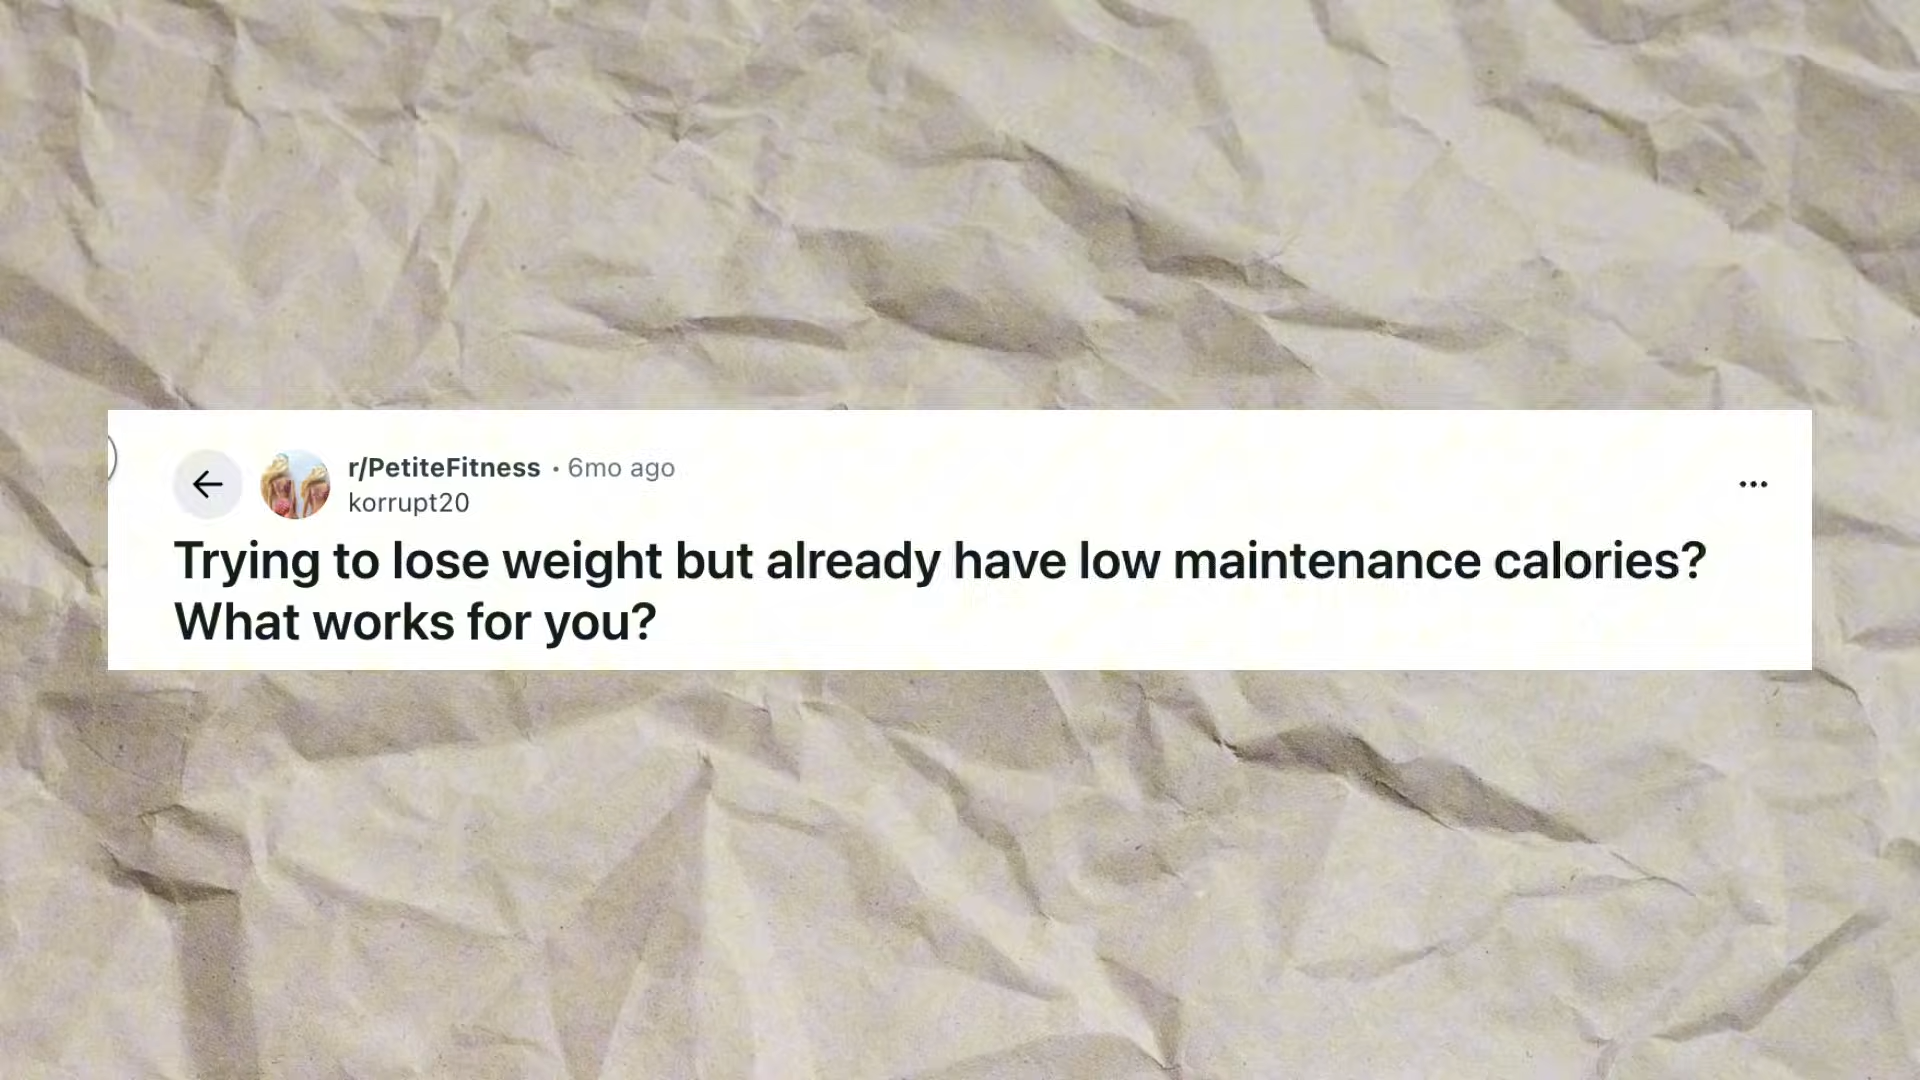 r/PetiteFitness • 6mo ago
korrupt20
Trying to lose weight but already have low maintenance calories?
What works for you?